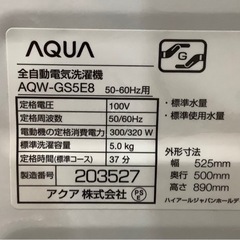 AQUA
全自動電気洗濯機
AQW-GS5E8 50-60Hz用
定格電圧 100V
定格周波数 50/60Hz
電動機の定格消費電力 300/320W
標準洗濯容量 5.0kg
定格時間(標準コース) 37分
製造番号 203527
アクア株式会社
PS
E
G
・標準水量
・標準使用水量
外形寸法
幅 525mm
奥行 500mm
高さ 890mm
ハイアールジャパンホールデ